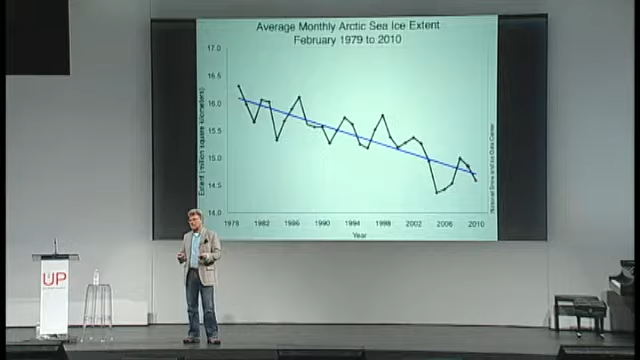 Average Monthly Arctic Sea Ice Extent
February 1979 to 2010
Extent (million square kilometers)
17.0
16.5
16.0
15.5
15.0
14.5
14.0
1978 1982 1986 1990 1994 1998 2002 2006 2010
Year
National Snow and Ice Data Center
UP